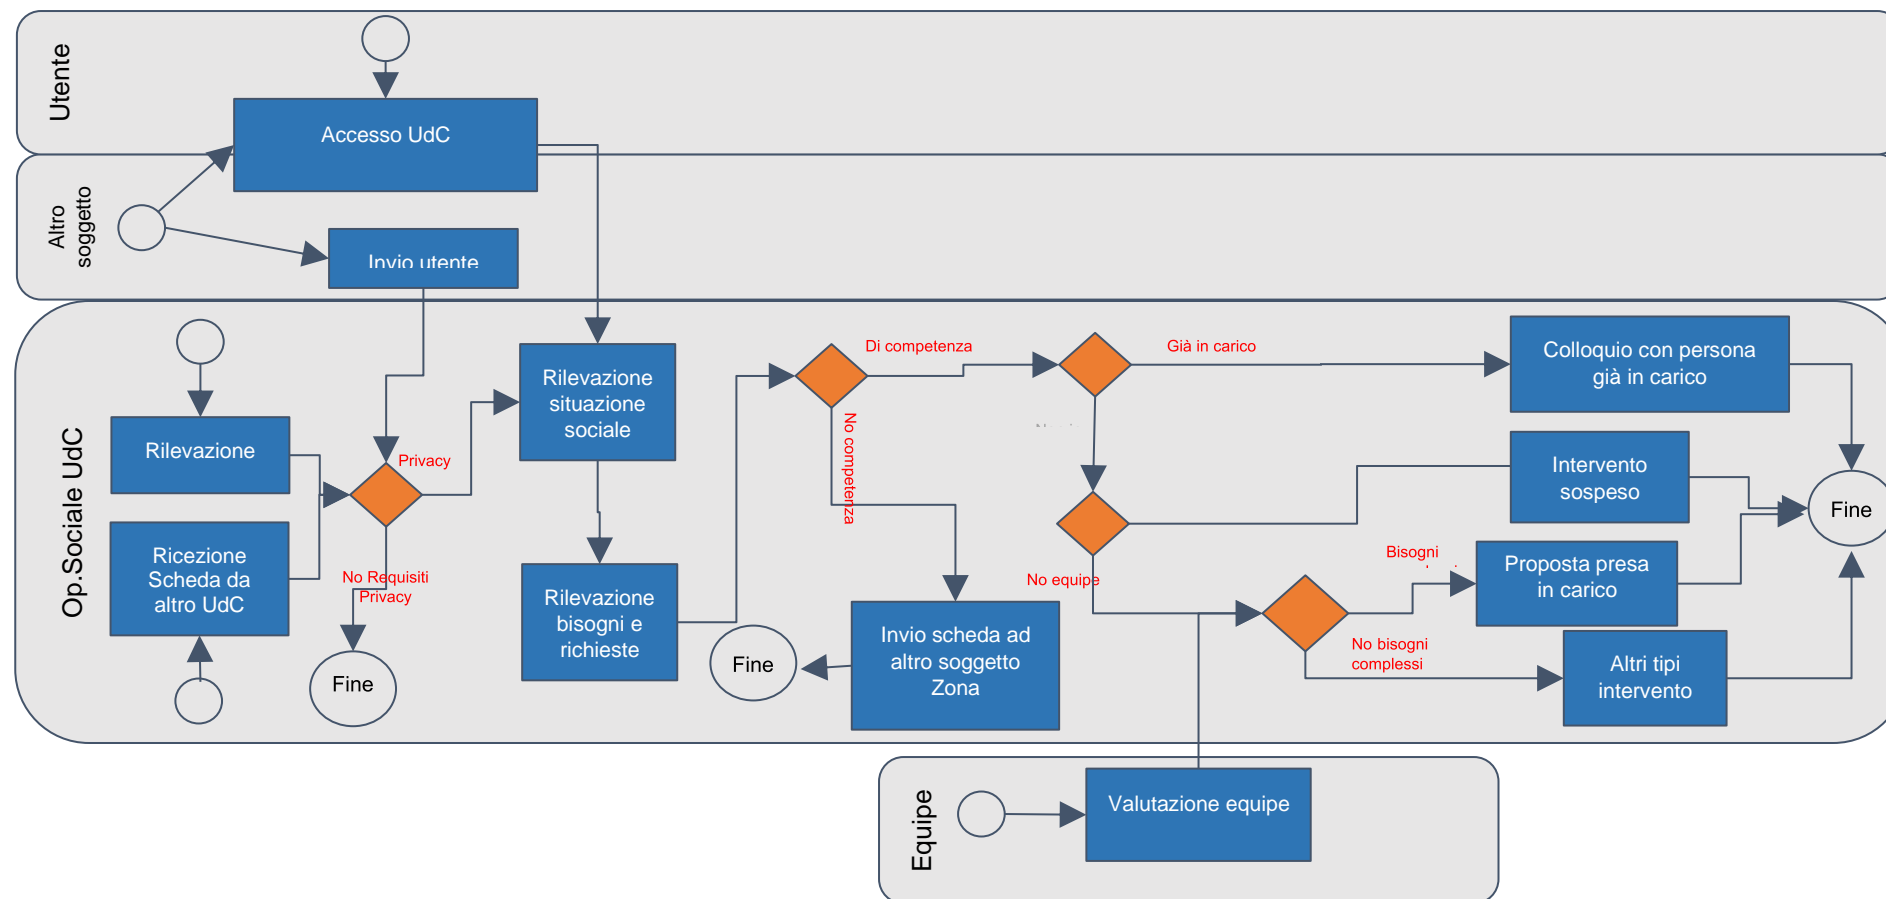 Utente
Accesso UdC
Altro
soggetto
Invio utente
Op.Sociale UdC
Rilevazione
Ricezione
Scheda da
altro UdC
Privacy
No Requisiti
Privacy
Fine
Rilevazione
situazione
sociale
Rilevazione
bisogni e
richieste
Di competenza
No competenza
Fine
Invio scheda ad
altro soggetto
Zona
Già in carico
No equipe
Colloquio con persona
già in carico
Intervento
sospeso
Bisogni
Proposta presa
in carico
No bisogni
complessi
Altri tipi
intervento
Fine
Equipe
Valutazione equipe